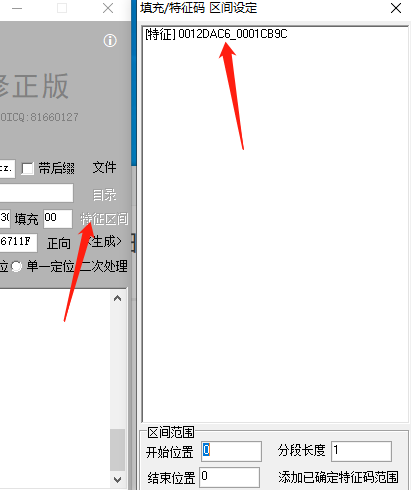 填充/特征码 区间设定
[特征] 0012DAC6_0001CB9C
修正版
OICQ:81660127
cz. 带后缀 文件
目录
30 填充 00 特征区间
6711F 正向 <生成>
位 单一定位 二次处理
区间范围
开始位置 0 分段长度 1
结束位置 0 添加已确定特征码范围